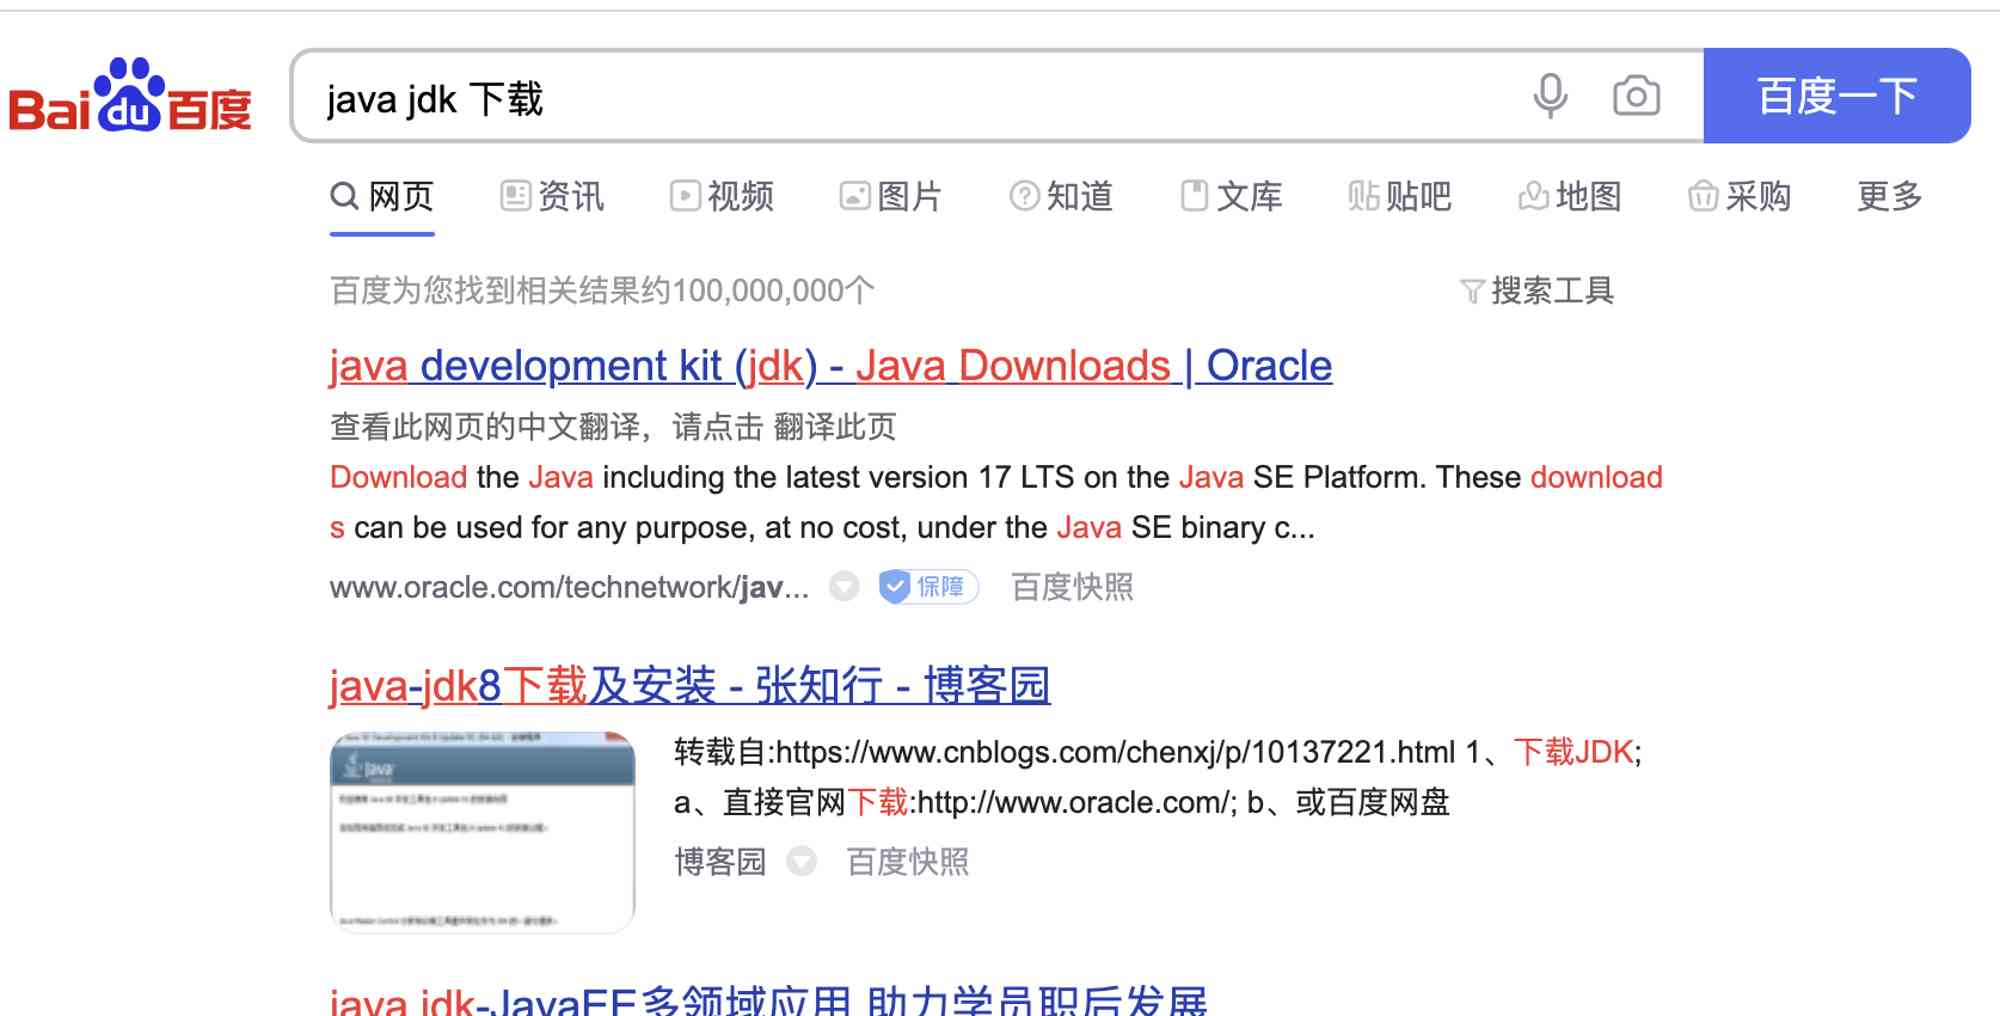 Bai du 百度
java jdk 下载
百度一下
网页 资讯 视频 图片 知道 文库 贴吧 地图 采购 更多
百度为您找到相关结果约100,000,000个 搜索工具
java development kit (jdk) - Java Downloads | Oracle
查看此网页的中文翻译，请点击 翻译此页
Download the Java including the latest version 17 LTS on the Java SE Platform. These download
s can be used for any purpose, at no cost, under the Java SE binary c...
www.oracle.com/technetwork/jav... 保障 百度快照
java-jdk8下载及安装 - 张知行 - 博客园
转载自:https://www.cnblogs.com/chenxj/p/10137221.html 1、下载JDK;
a、直接官网下载:http://www.oracle.com/; b、或百度网盘
博客园 百度快照
Java
java jdk-JavaEE多领域应用 助力学员职后发展